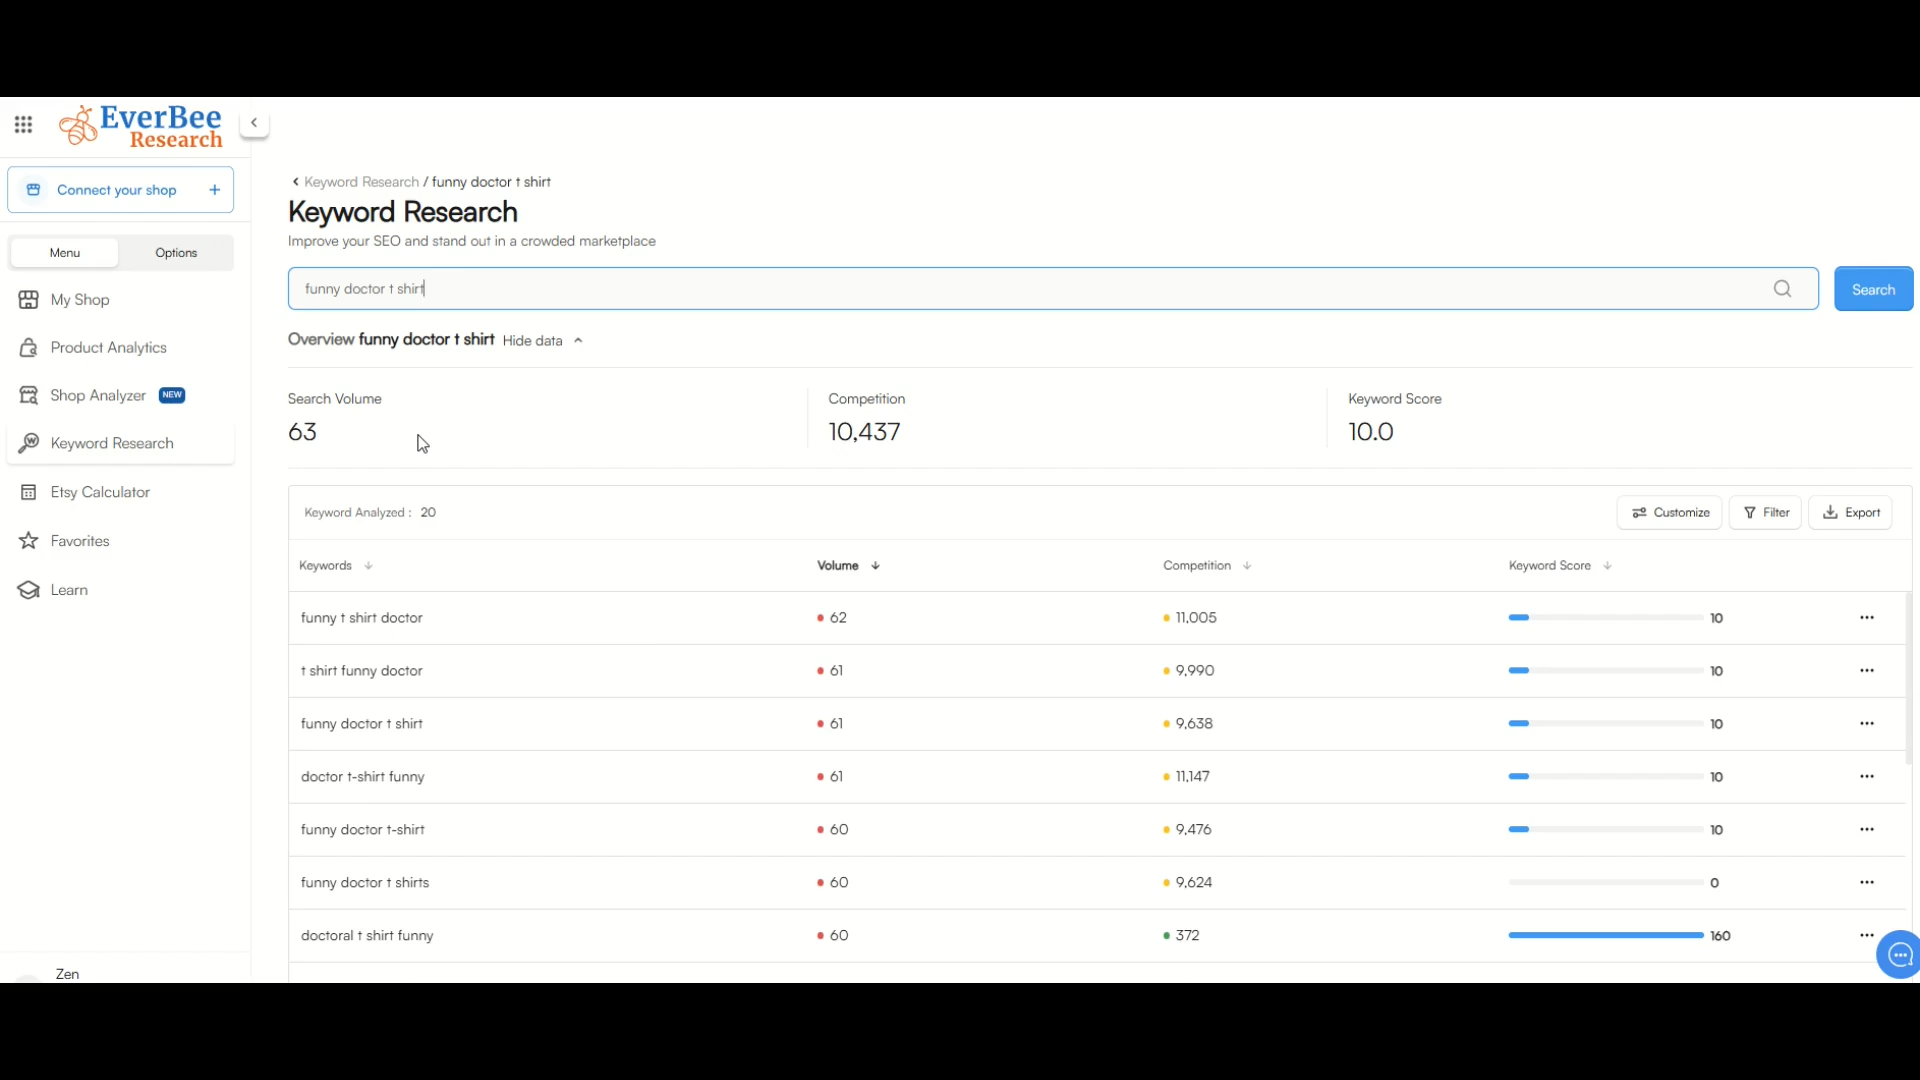 EverBee
Research
Connect your shop +
Menu Options
My Shop
Product Analytics
Shop Analyzer NEW
Keyword Research
Etsy Calculator
Favorites
Learn
Zen
Keyword Research / funny doctor t shirt
Keyword Research
Improve your SEO and stand out in a crowded marketplace
funny doctor t shirt
Search
Overview funny doctor t shirt Hide data
Search Volume Competition Keyword Score
63 10,437 10.0
Keyword Analyzed : 20 Customize Filter Export
Keywords Volume Competition Keyword Score
funny t shirt doctor 62 11,005 10
t shirt funny doctor 61 9,990 10
funny doctor t shirt 61 9,638 10
doctor t-shirt funny 61 11,147 10
funny doctor t-shirt 60 9,476 10
funny doctor t shirts 60 9,624 0
doctoral t shirt funny 60 372 160